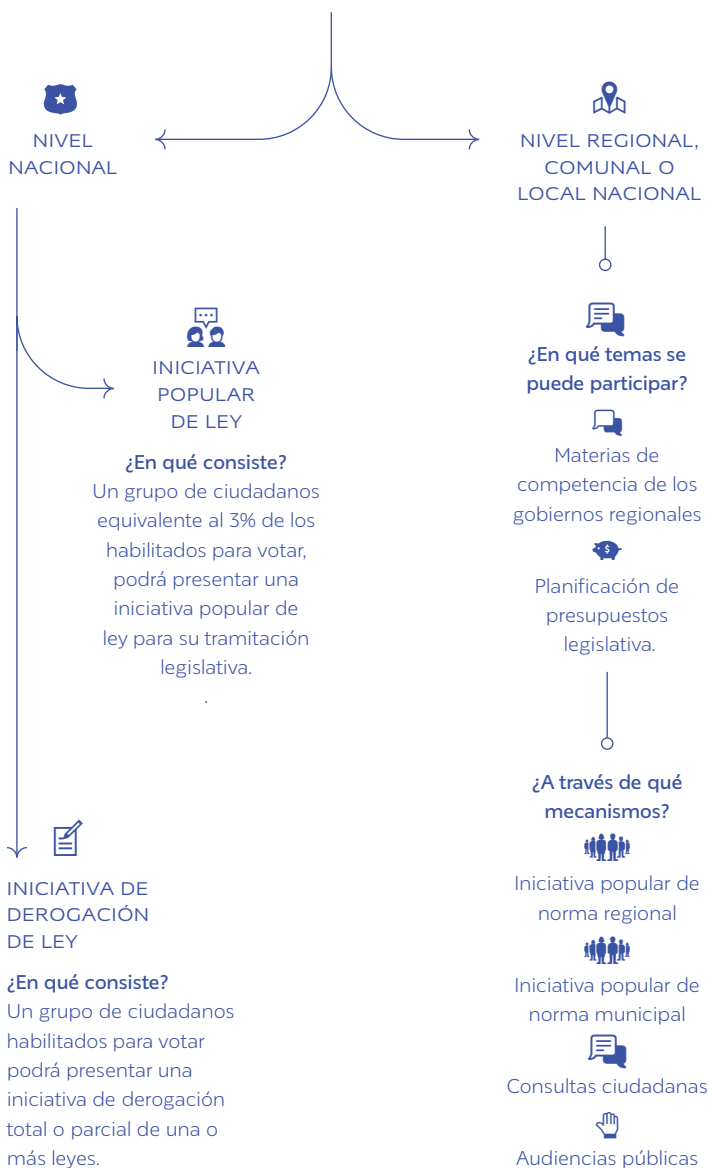 NIVEL
NACIONAL
INICIATIVA
POPULAR
DE LEY
¿En qué consiste?
Un grupo de ciudadanos
equivalente al 3% de los
habilitados para votar,
podrá presentar una
iniciativa popular de
ley para su tramitación
legislativa.
.
INICIATIVA DE
DEROGACIÓN
DE LEY
¿En qué consiste?
Un grupo de ciudadanos
habilitados para votar
podrá presentar una
iniciativa de derogación
total o parcial de una o
más leyes.
NIVEL REGIONAL,
COMUNAL O
LOCAL NACIONAL
¿En qué temas se
puede participar?
Materias de
competencia de los
gobiernos regionales
$
Planificación de
presupuestos
legislativa.
¿A través de qué
mecanismos?
Iniciativa popular de
norma regional
Iniciativa popular de
norma municipal
Consultas ciudadanas
Audiencias públicas